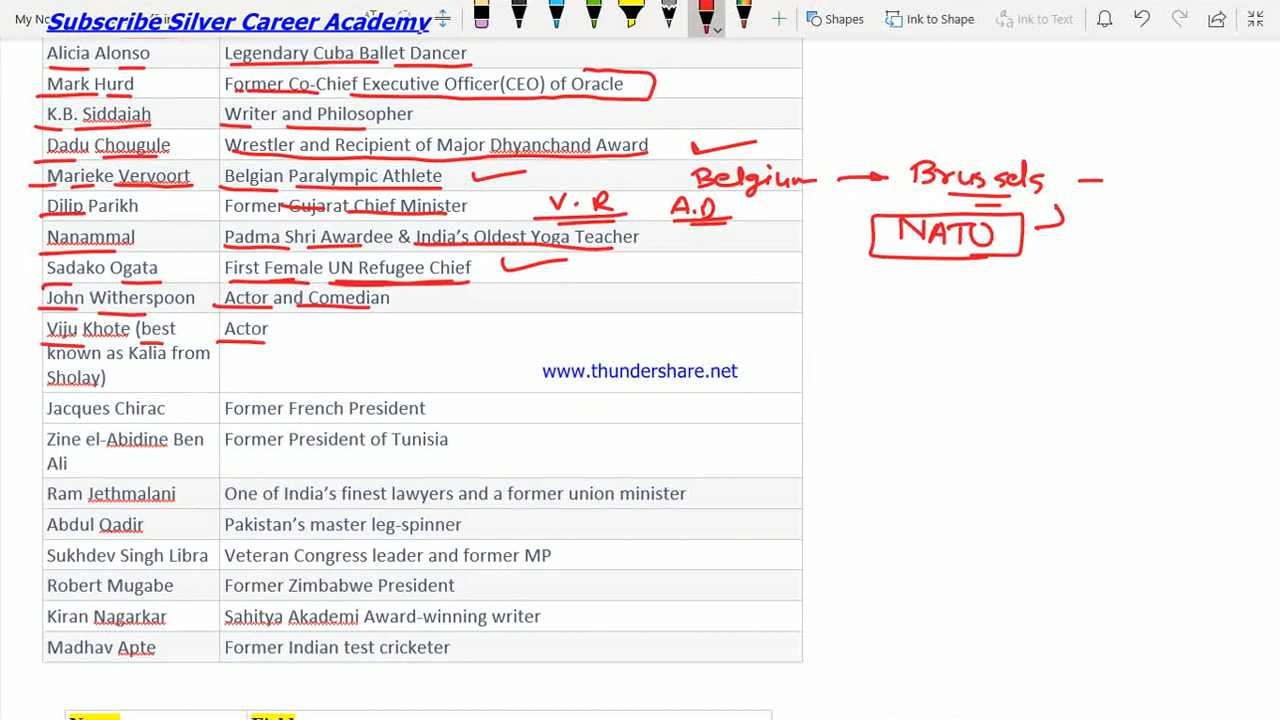 Subscribe Silver Career Academy
My No
Shapes
Ink to Shape
Ink to Text
Alicia Alonso Legendary Cuba Ballet Dancer
Mark Hurd Former Co-Chief Executive Officer(CEO) of Oracle
K.B. Siddaiah Writer and Philosopher
Dadu Chougule Wrestler and Recipient of Major Dhyanchand Award
Marieke Vervoort Belgian Paralympic Athlete Belgium Brussels
Dilip Parikh Former Gujarat Chief Minister V.R A.D
NATO
Nanammal Padma Shri Awardee & India's Oldest Yoga Teacher
Sadako Ogata First Female UN Refugee Chief
John Witherspoon Actor and Comedian
Viju Khote (best Actor
known as Kalia from
Sholay)
www.thundershare.net
Jacques Chirac Former French President
Zine el-Abidine Ben Former President of Tunisia
Ali
Ram Jethmalani One of India's finest lawyers and a former union minister
Abdul Qadir Pakistan's master leg-spinner
Sukhdev Singh Libra Veteran Congress leader and former MP
Robert Mugabe Former Zimbabwe President
Kiran Nagarkar Sahitya Akademi Award-winning writer
Madhav Apte Former Indian test cricketer